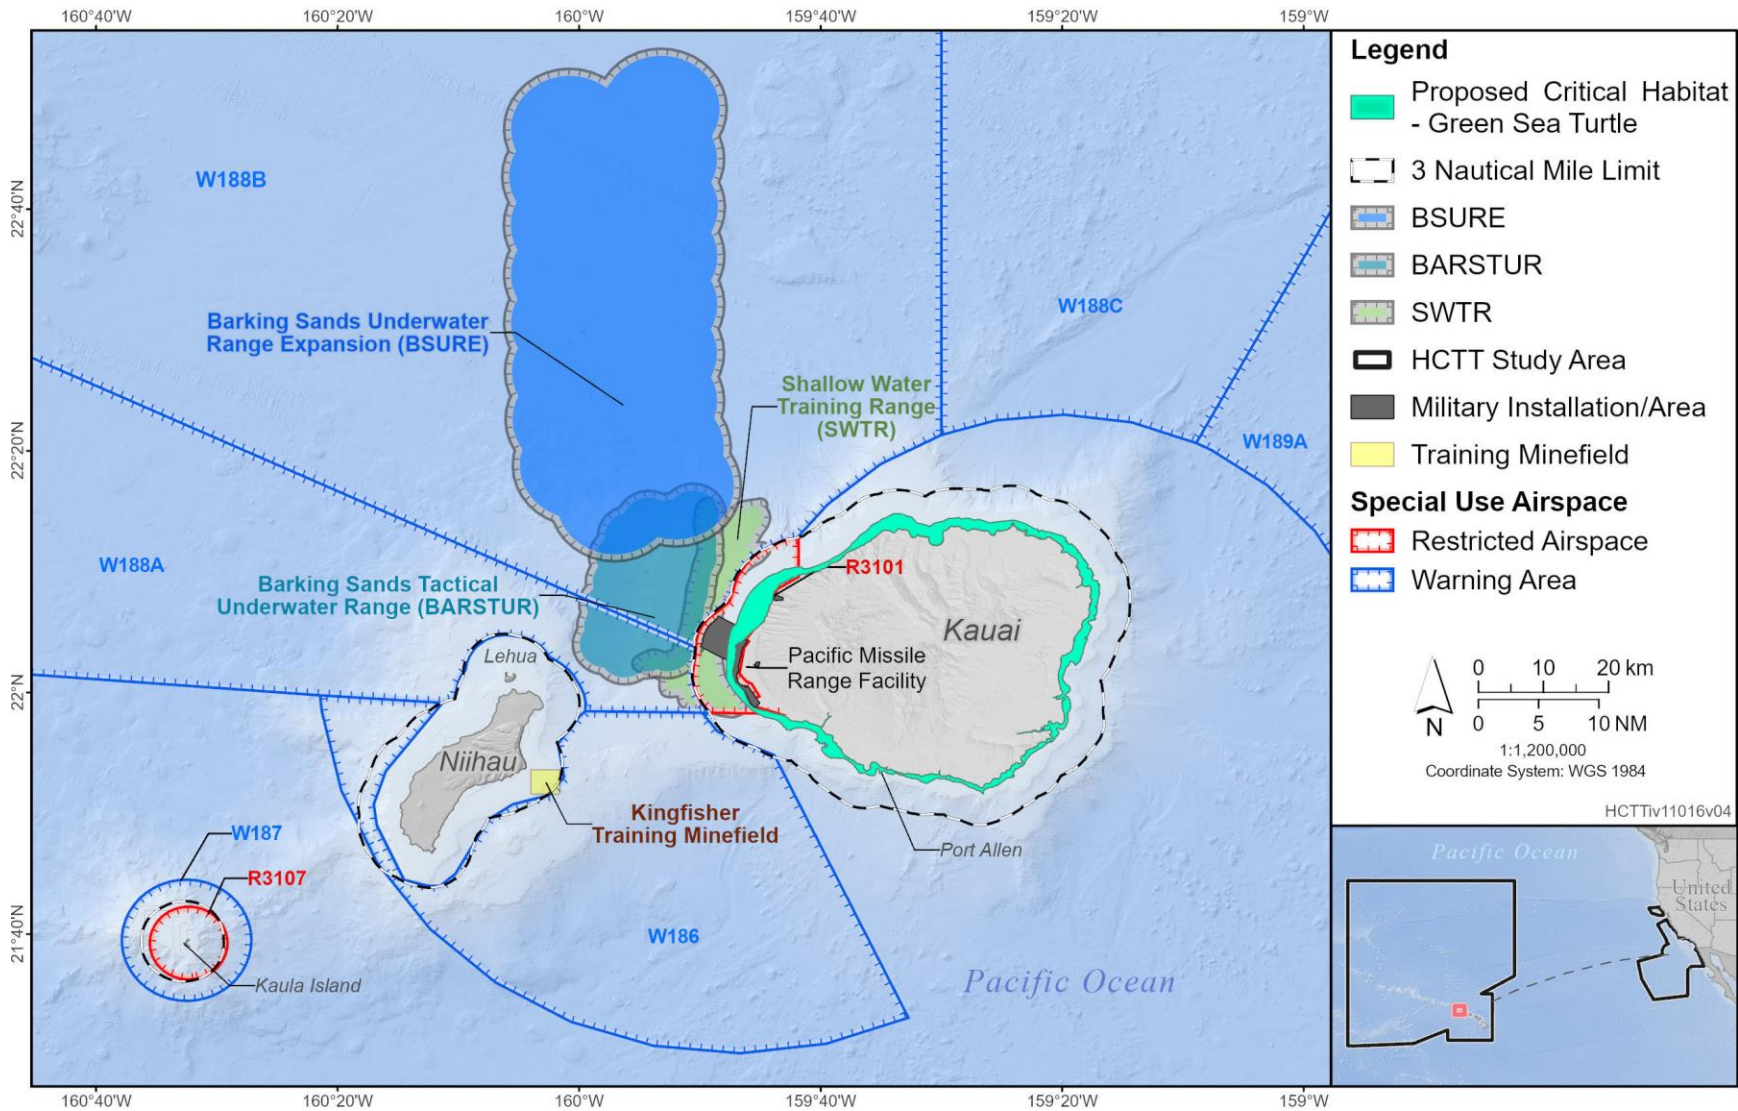 160°40'W
160°20'W
160°W
159°40'W
159°20'W
159°W
22°40'N
22°20'N
22°N
21°40'N
W188B
W188C
Barking Sands Underwater
Range Expansion (BSURE)
Shallow Water
Training Range
(SWTR)
W189A
W188A
R3101
Barking Sands Tactical
Underwater Range (BARSTUR)
Kauai
Lehua
Pacific Missile
Range Facility
Niihau
Kingfisher
Training Minefield
W187
Port Allen
R3107
W186
Kaula Island
Pacific Ocean
160°40'W
160°20'W
160°W
159°40'W
159°20'W
159°W
Legend
Proposed Critical Habitat
- Green Sea Turtle
3 Nautical Mile Limit
BSURE
BARSTUR
SWTR
HCTT Study Area
Military Installation/Area
Training Minefield
Special Use Airspace
Restricted Airspace
Warning Area
N
0 10 20 km
0 5 10 NM
1:1,200,000
Coordinate System: WGS 1984
HCTTiv11016v04
Pacific Ocean
United
States